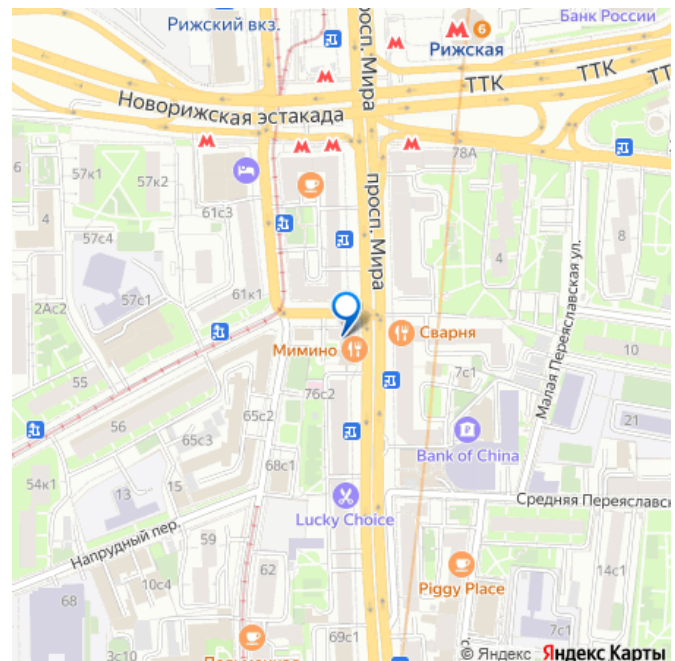 Банк России
Рижский вкз.
6
Рижская
просп. Мира
ТТК
ТТК
Новорижская эстакада
78А
57к1
57к2
6
61с3
просп. Мира
4
57с4
8
4
57с1
2Ас2
61к1
Малая Переяславская ул.
Сварня
Мимино
10
7с1
55
76с2
65с2
21
56
65с3
Bank of China
68с1
54к1
13
15
Средняя Переяславск
Lucky Choice
Напрудный пер.
59
62
10с4
14с1
Piggy Place
68
69с1
7с1
© Яндекс Яндекс Карты